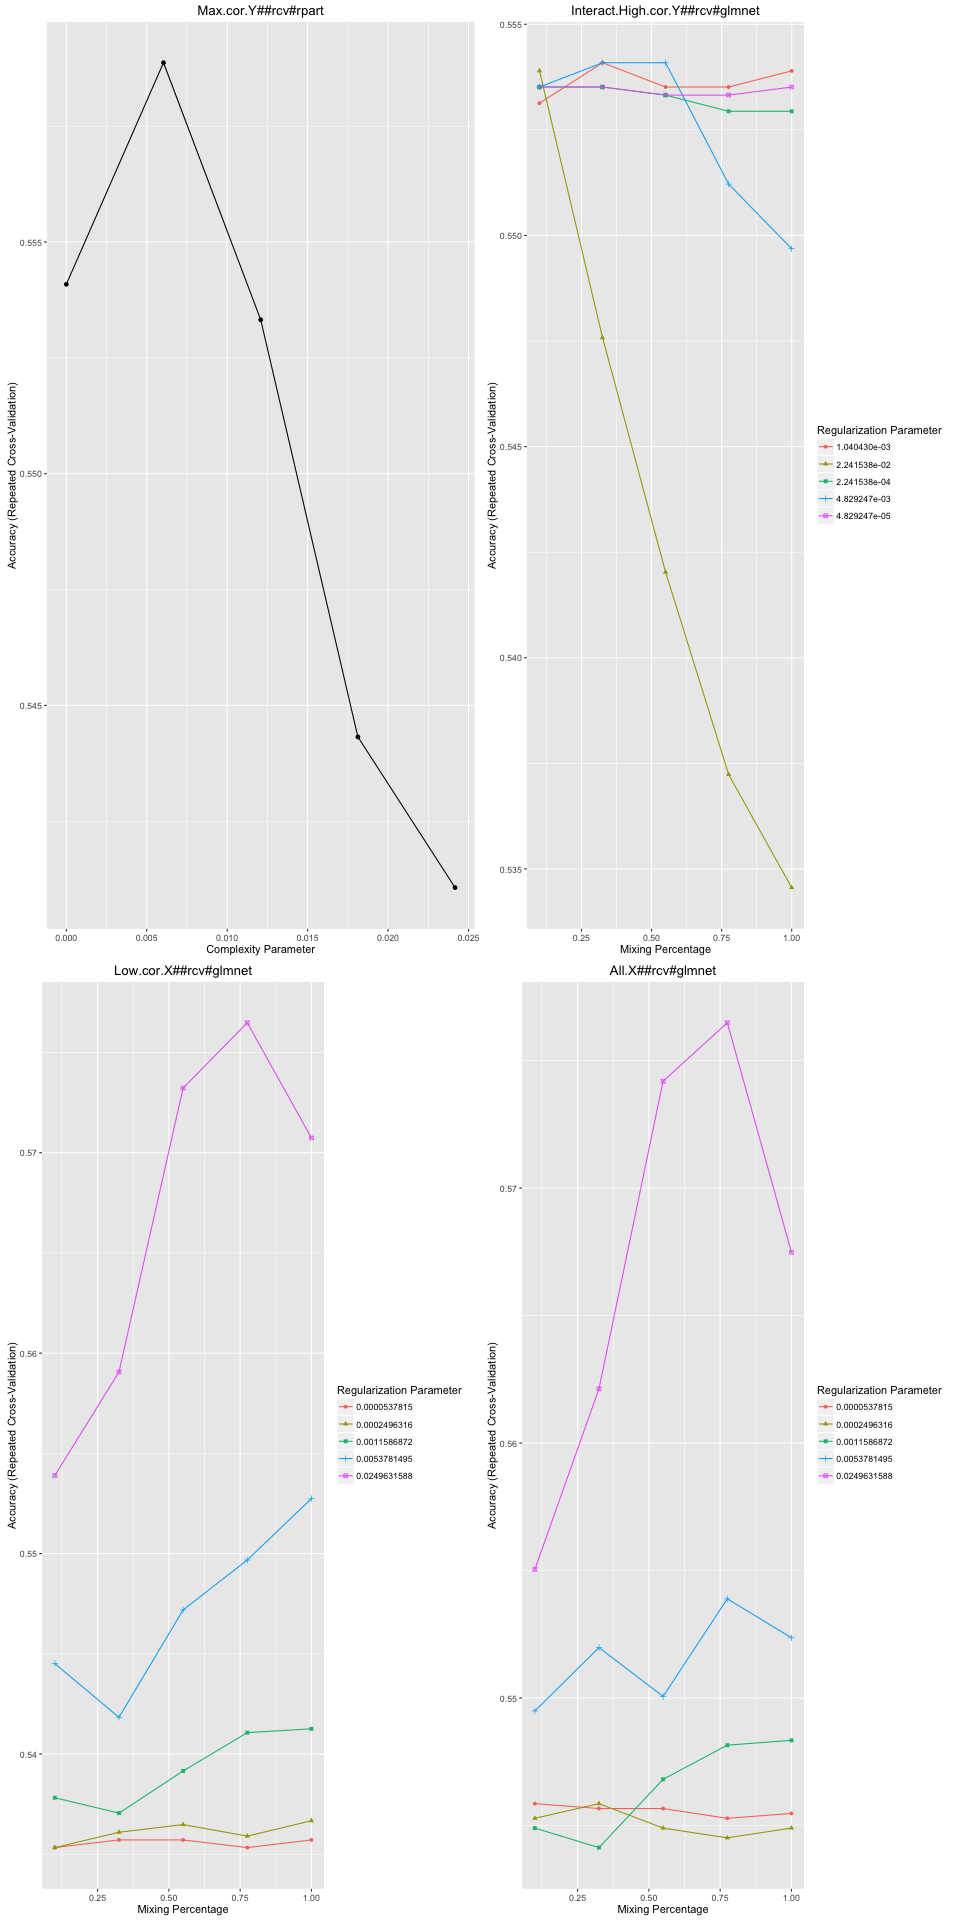 Max.cor.Y##rcv#rpart
Accuracy (Repeated Cross-Validation)
0.555
0.550
0.545
0.000 0.005 0.010 0.015 0.020 0.025
Complexity Parameter
Interact.High.cor.Y##rcv#glmnet
Accuracy (Repeated Cross-Validation)
0.555
0.550
0.545
0.540
0.535
0.25 0.50 0.75 1.00
Mixing Percentage
Regularization Parameter
1.040430e-03
2.241538e-02
2.241538e-04
4.829247e-03
4.829247e-05
Low.cor.X##rcv#glmnet
Accuracy (Repeated Cross-Validation)
0.57
0.56
0.55
0.54
0.25 0.50 0.75 1.00
Mixing Percentage
Regularization Parameter
0.0000537815
0.0002496316
0.0011586872
0.0053781495
0.0249631588
All.X##rcv#glmnet
Accuracy (Repeated Cross-Validation)
0.57
0.56
0.55
0.25 0.50 0.75 1.00
Mixing Percentage
Regularization Parameter
0.0000537815
0.0002496316
0.0011586872
0.0053781495
0.0249631588